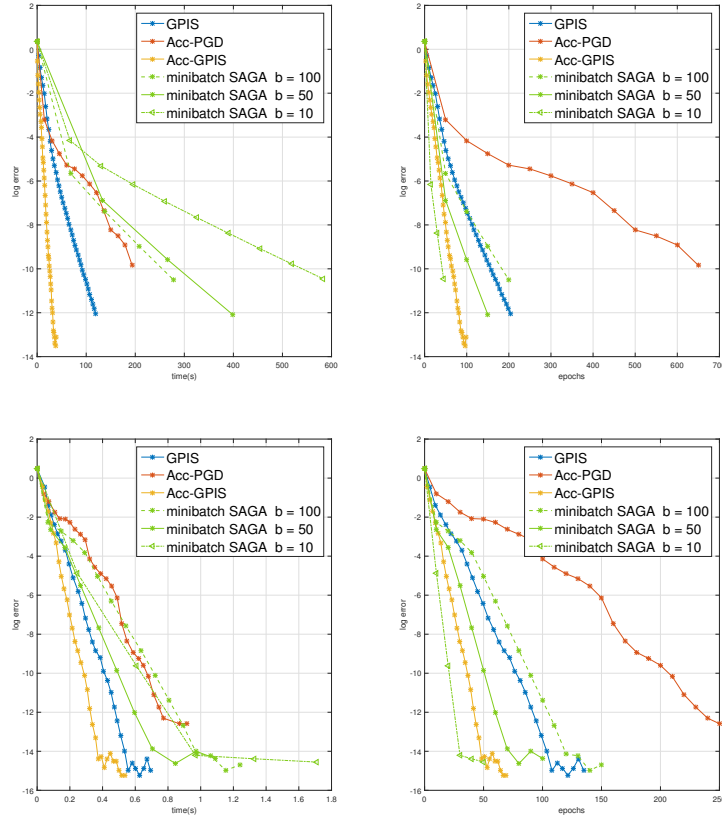 2
0
-2
-4
-6
-8
-10
-12
-14
log error
0 100 200 300 400 500 600
time(s)
GPIS
Acc-PGD
Acc-GPIS
minibatch SAGA b = 100
minibatch SAGA b = 50
minibatch SAGA b = 10
2
0
-2
-4
-6
-8
-10
-12
-14
log error
0 100 200 300 400 500 600 700
epochs
GPIS
Acc-PGD
Acc-GPIS
minibatch SAGA b = 100
minibatch SAGA b = 50
minibatch SAGA b = 10
2
0
-2
-4
-6
-8
-10
-12
-14
-16
log error
0 0.2 0.4 0.6 0.8 1 1.2 1.4 1.6 1.8
time(s)
GPIS
Acc-PGD
Acc-GPIS
minibatch SAGA b = 100
minibatch SAGA b = 50
minibatch SAGA b = 10
2
0
-2
-4
-6
-8
-10
-12
-14
-16
log error
0 50 100 150 200 250
epochs
GPIS
Acc-PGD
Acc-GPIS
minibatch SAGA b = 100
minibatch SAGA b = 50
minibatch SAGA b = 10